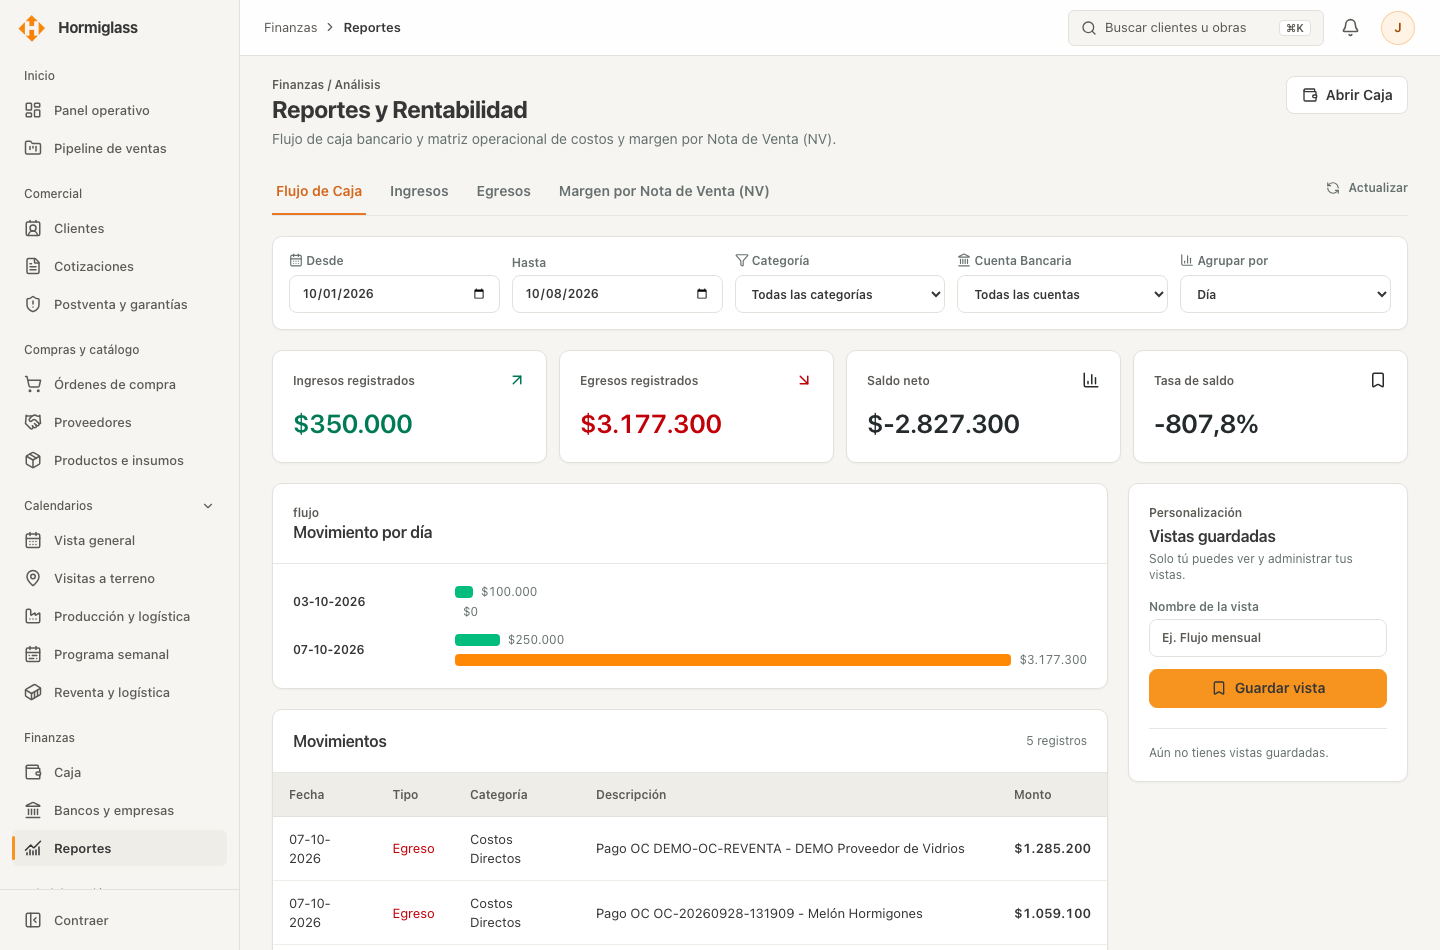 Hormiglass
Inicio
Panel operativo
Pipeline de ventas
Comercial
Clientes
Cotizaciones
Postventa y garantías
Compras y catálogo
Órdenes de compra
Proveedores
Productos e insumos
Calendarios
Vista general
Visitas a terreno
Producción y logística
Programa semanal
Reventa y logística
Finanzas
Caja
Bancos y empresas
Reportes
Contraer
Finanzas > Reportes
Buscar clientes u obras ⌘K
J
Finanzas / Análisis
Reportes y Rentabilidad
Flujo de caja bancario y matriz operacional de costos y margen por Nota de Venta (NV).
Abrir Caja
Flujo de Caja Ingresos Egresos Margen por Nota de Venta (NV)
Actualizar
Desde Hasta Categoría Cuenta Bancaria Agrupar por
10/01/2026 10/08/2026 Todas las categorías Todas las cuentas Día
Ingresos registrados
$350.000
Egresos registrados
$3.177.300
Saldo neto
$-2.827.300
Tasa de saldo
-807,8%
flujo
Movimiento por día
03-10-2026
$100.000
$0
07-10-2026
$250.000
$3.177.300
Personalización
Vistas guardadas
Solo tú puedes ver y administrar tus
vistas.
Nombre de la vista
Ej. Flujo mensual
Guardar vista
Aún no tienes vistas guardadas.
Movimientos
5 registros
Fecha Tipo Categoría Descripción Monto
07-10-
2026
Egreso
Costos
Directos
Pago OC DEMO-OC-REVENTA - DEMO Proveedor de Vidrios
$1.285.200
07-10-
2026
Egreso
Costos
Directos
Pago OC OC-20260928-131909 - Melón Hormigones
$1.059.100